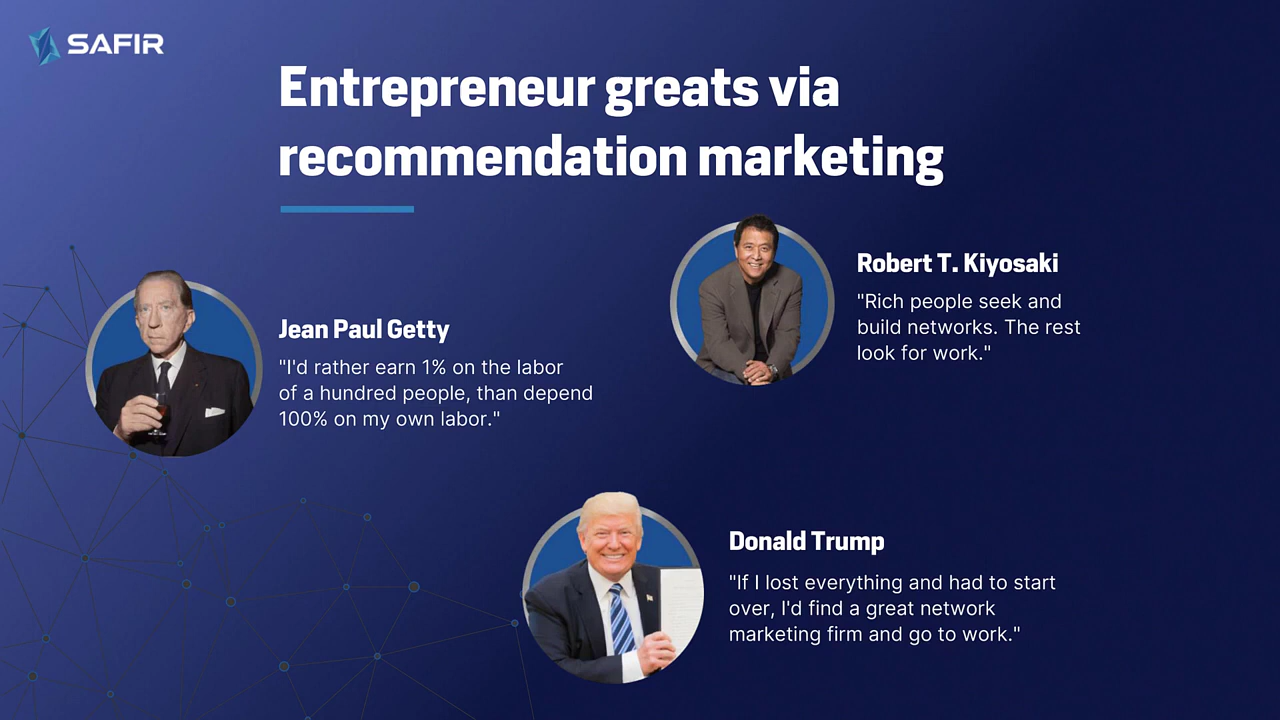 SAFIR
Entrepreneur greats via
recommendation marketing
Jean Paul Getty
"I'd rather earn 1% on the labor
of a hundred people, than depend
100% on my own labor."
Robert T. Kiyosaki
"Rich people seek and
build networks. The rest
look for work."
Donald Trump
"If I lost everything and had to start
over, I'd find a great network
marketing firm and go to work."